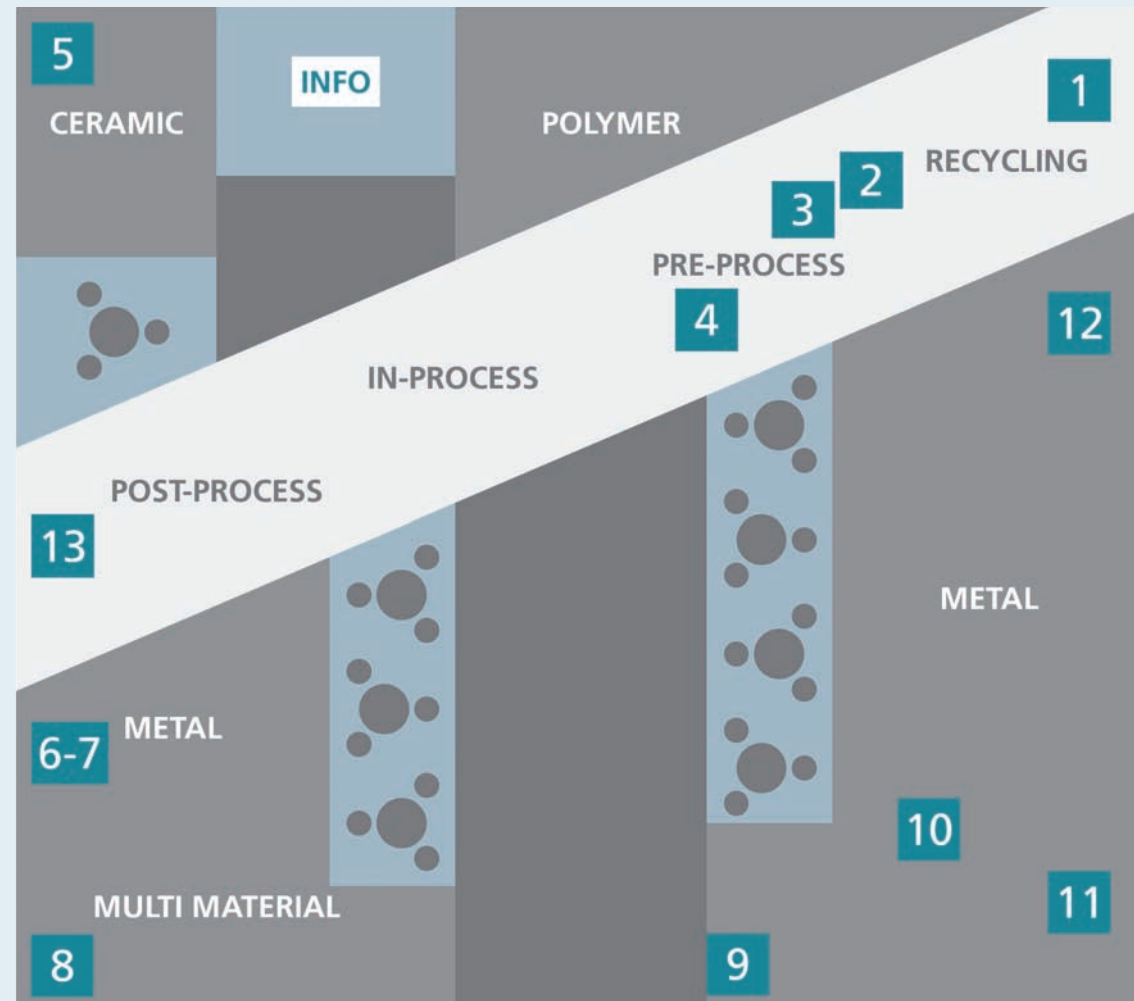 5
INFO
CERAMIC
POLYMER
1
RECYCLING
2
3
PRE-PROCESS
4
12
IN-PROCESS
POST-PROCESS
13
METAL
METAL
6-7
10
MULTI MATERIAL
11
8
9